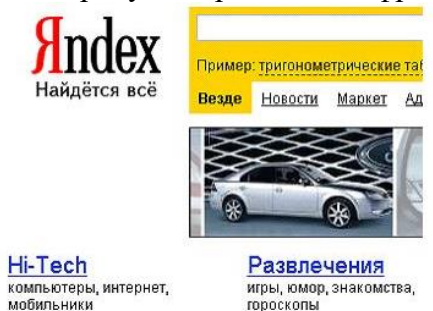 Яndex
Найдётся всё
Пример: тригонометрические таб
Везде Новости Маркет Ад
Hi-Tech
компьютеры, интернет,
мобильники
Развлечения
игры, юмор, знакомства,
гороскопы